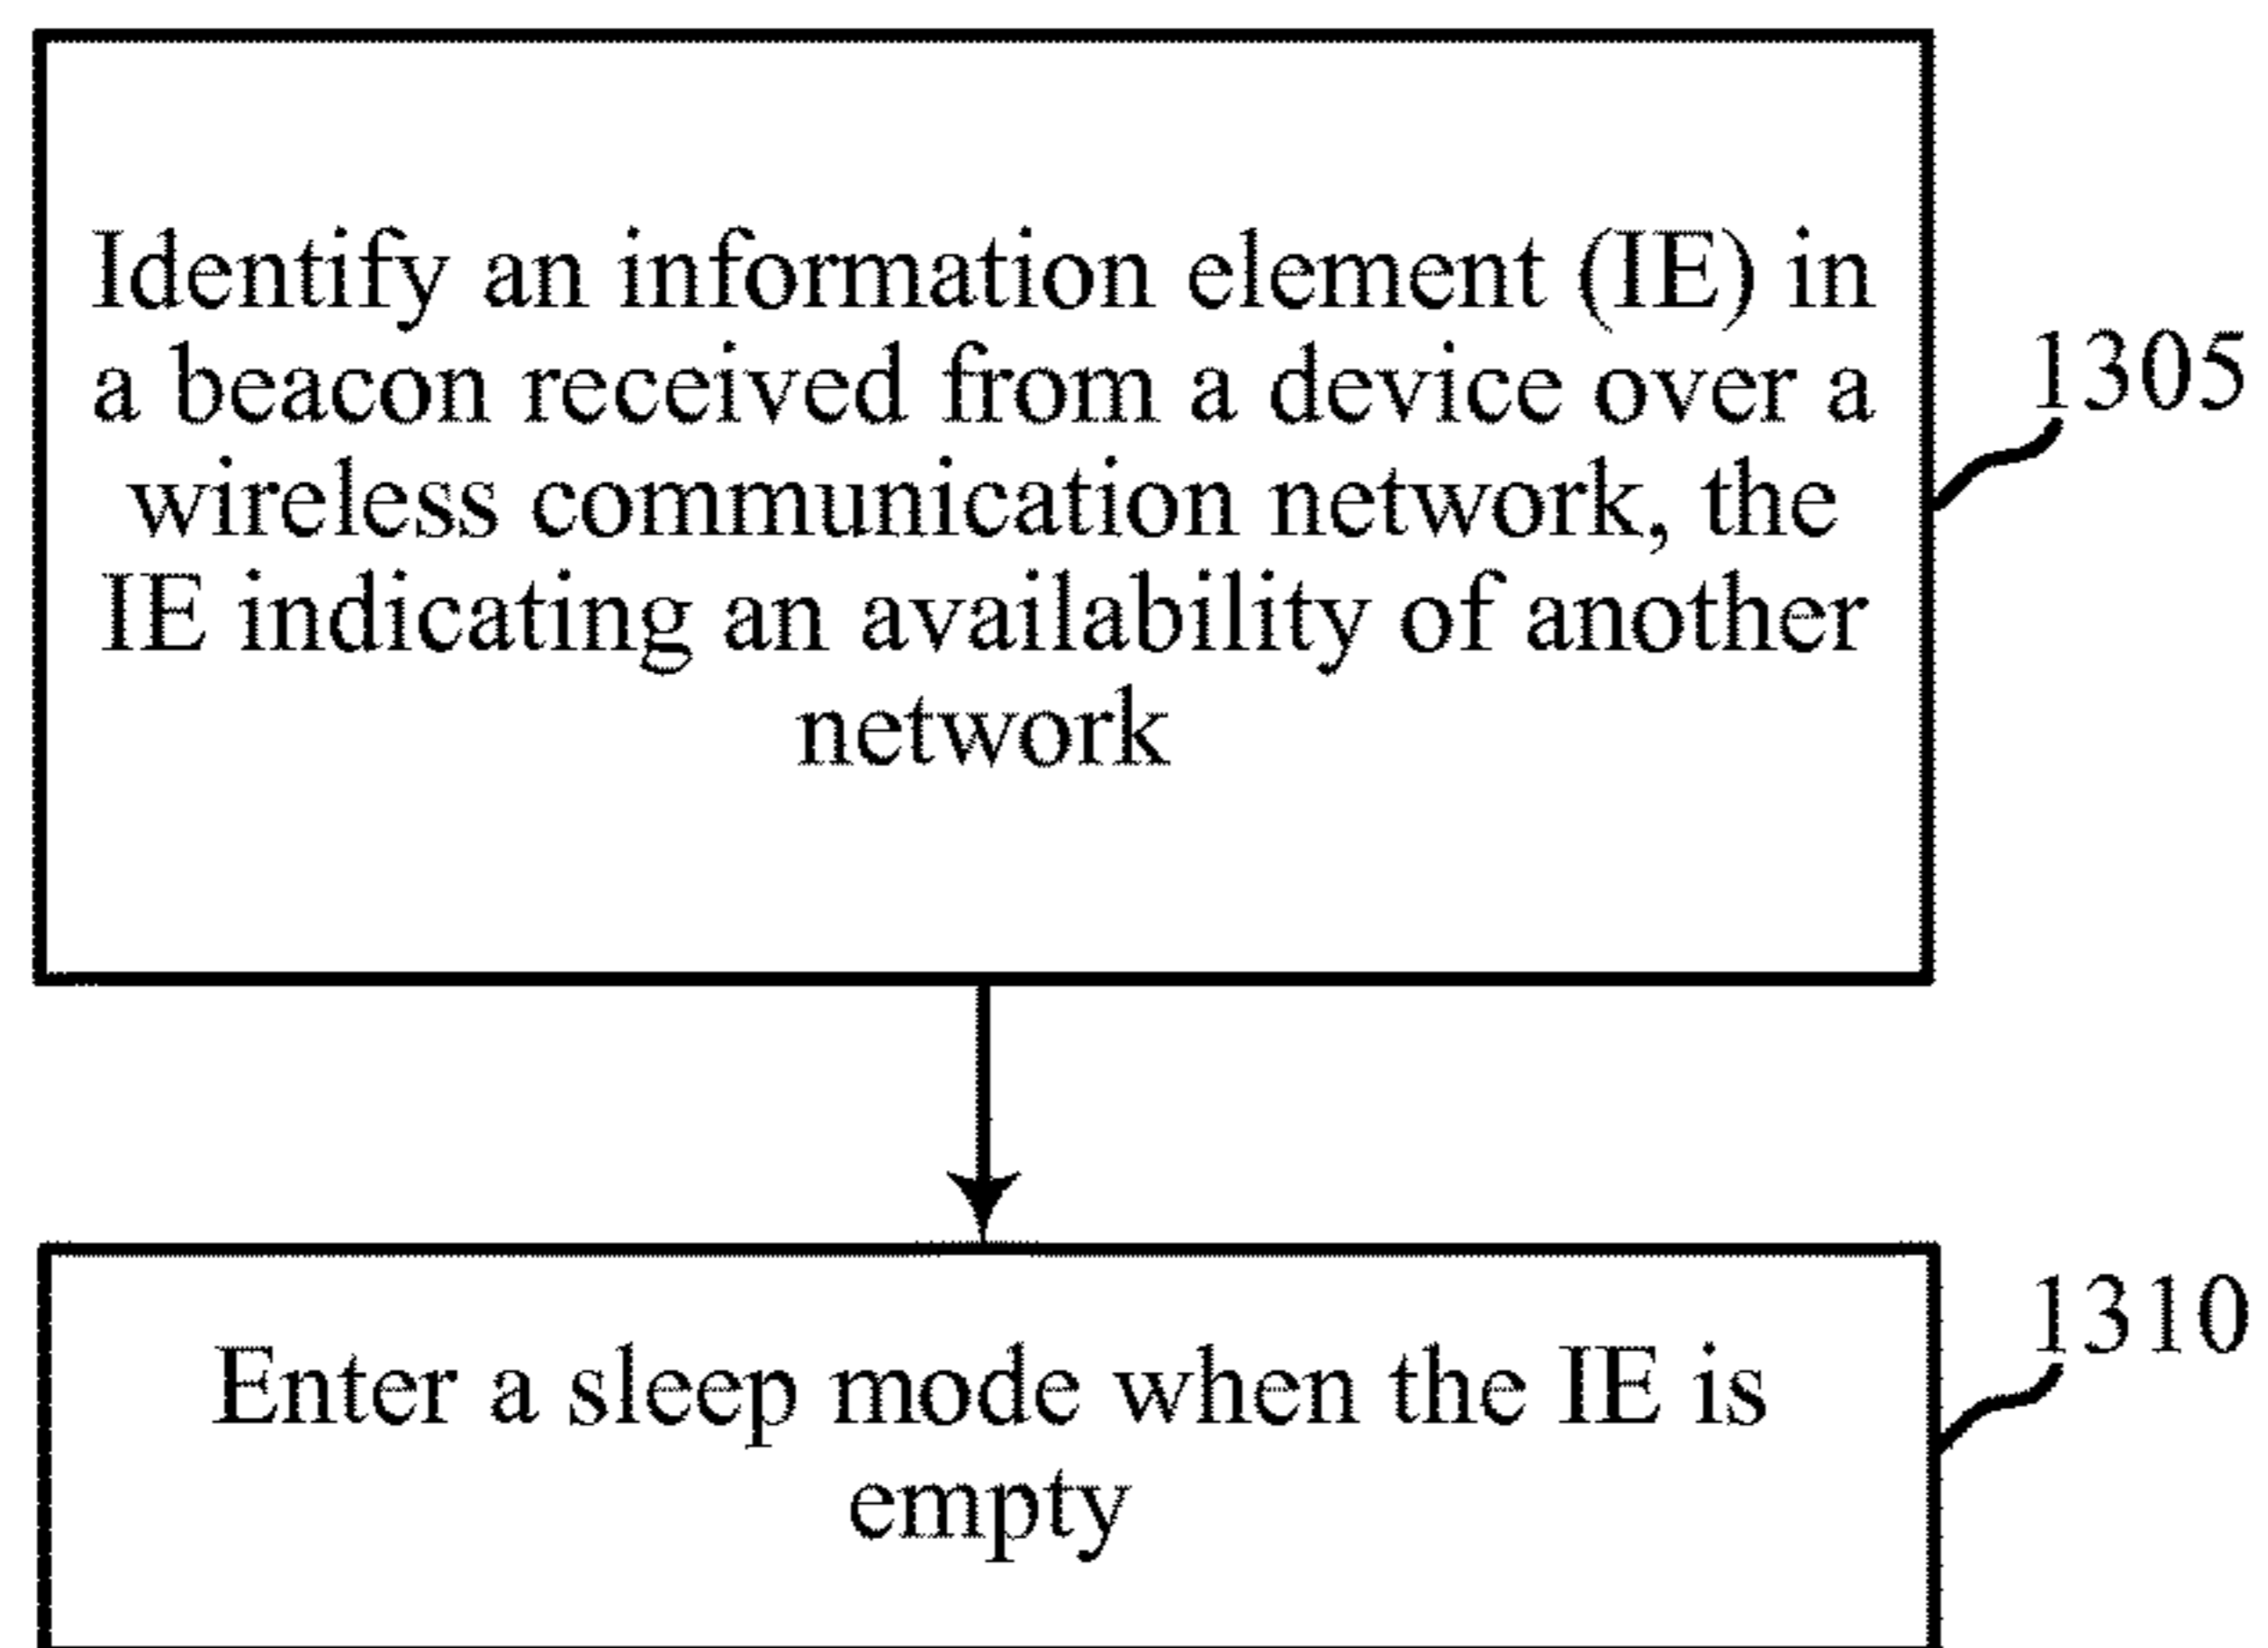 Identify an information element (IE) in
a beacon received from a device over a
wireless communication network, the
IE indicating an availability of another
network
1305
Enter a sleep mode when the IE is
empty
1310